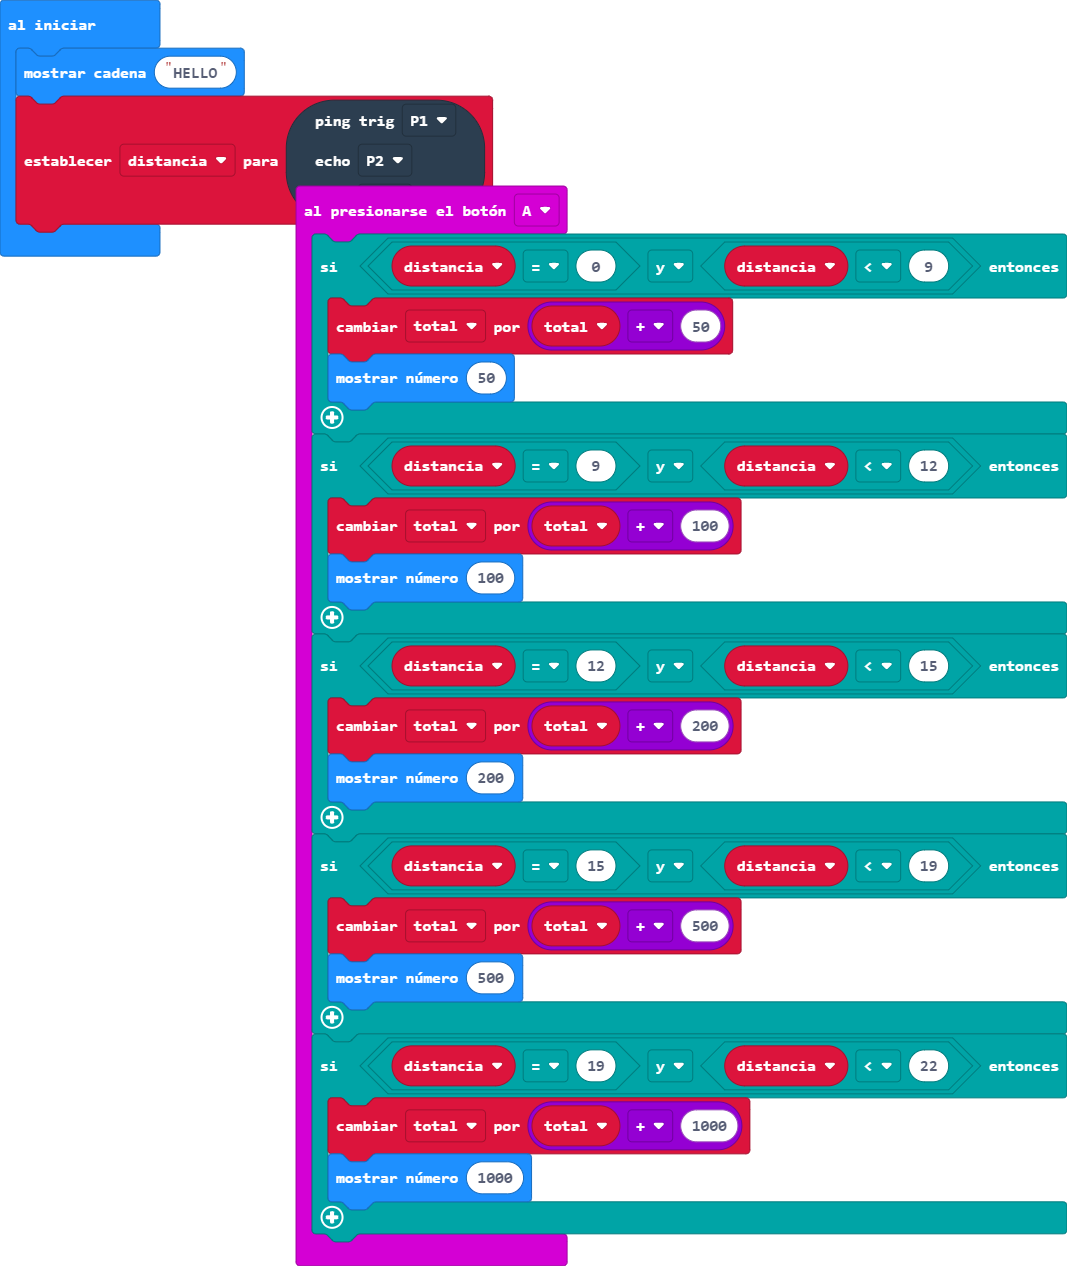 al iniciar
mostrar cadena "HELLO"
ping trig P1
establecer distancia para echo P2
al presionarse el botón A
si distancia = 0 y distancia < 9 entonces
cambiar total por total + 50
mostrar número 50
si distancia = 9 y distancia < 12 entonces
cambiar total por total + 100
mostrar número 100
si distancia = 12 y distancia < 15 entonces
cambiar total por total + 200
mostrar número 200
si distancia = 15 y distancia < 19 entonces
cambiar total por total + 500
mostrar número 500
si distancia = 19 y distancia < 22 entonces
cambiar total por total + 1000
mostrar número 1000